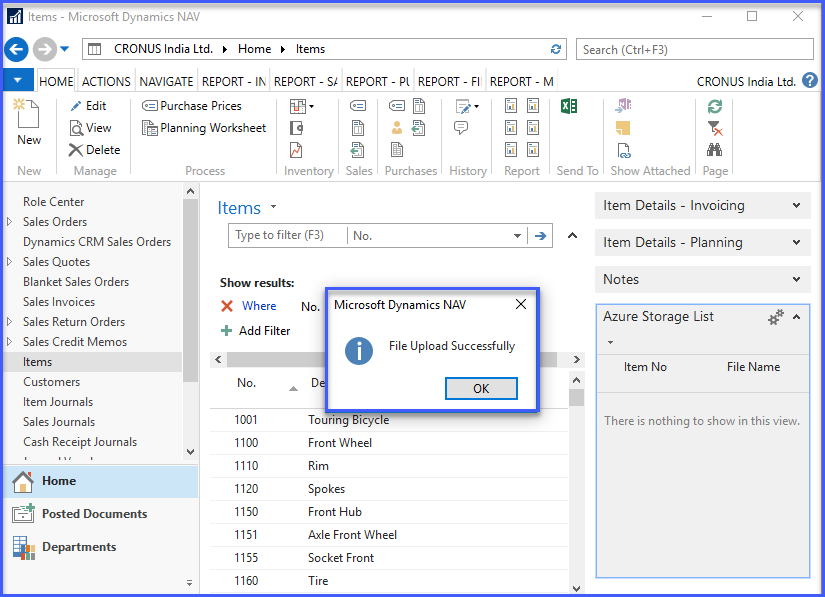 Items - Microsoft Dynamics NAV
CRONUS India Ltd. Home Items
Search (Ctrl+F3)
HOME ACTIONS NAVIGATE REPORT - IN REPORT - SA REPORT - PU REPORT - FI REPORT - M CRONUS India Ltd. ?
New
Edit
View
Delete
Purchase Prices
Planning Worksheet
New Manage Process Inventory Sales Purchases History Report Send To Show Attached Page
Role Center
Sales Orders
Dynamics CRM Sales Orders
Sales Quotes
Blanket Sales Orders
Sales Invoices
Sales Return Orders
Sales Credit Memos
Items
Customers
Item Journals
Sales Journals
Cash Receipt Journals
Home
Posted Documents
Departments
Items
Type to filter (F3) No.
Show results:
Where No.
Add Filter
No. De
1001 Touring Bicycle
1100 Front Wheel
1110 Rim
1120 Spokes
1150 Front Hub
1151 Axle Front Wheel
1155 Socket Front
1160 Tire
Microsoft Dynamics NAV
File Upload Successfully
OK
Item Details - Invoicing
Item Details - Planning
Notes
Azure Storage List
Item No File Name
There is nothing to show in this view.